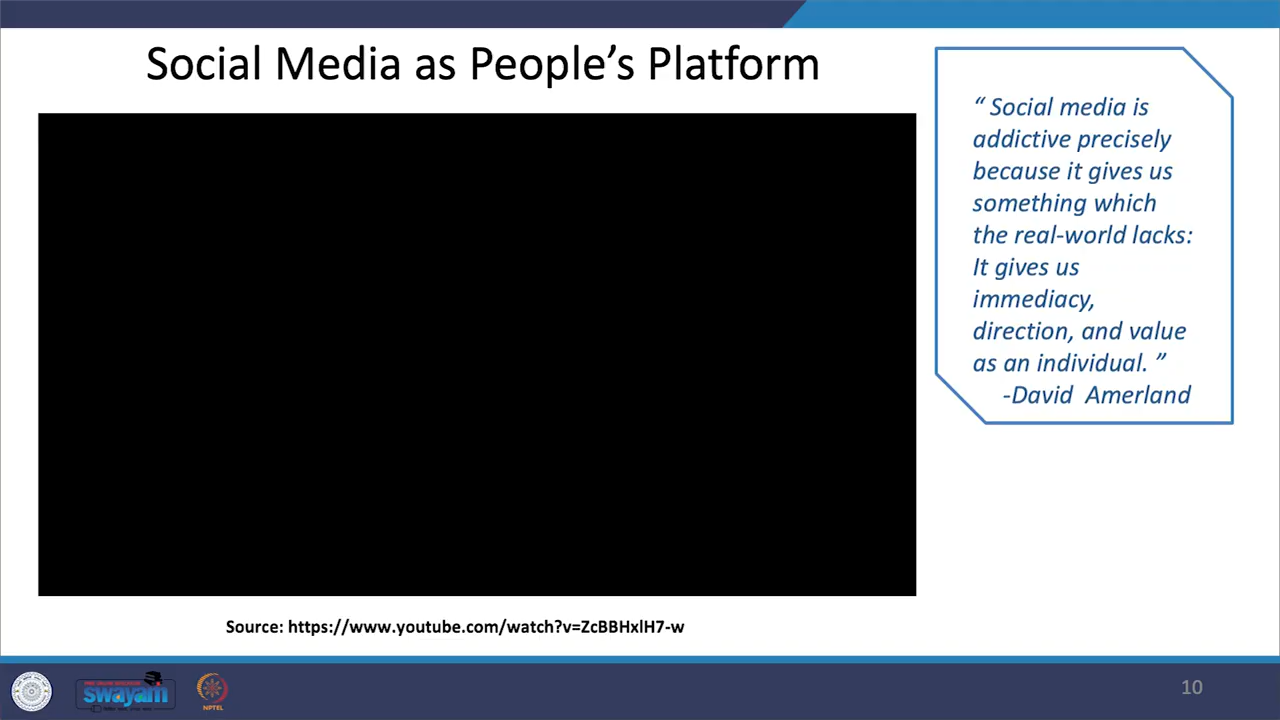 Social Media as People's Platform
“ Social media is
addictive precisely
because it gives us
something which
the real-world lacks:
It gives us
immediacy,
direction, and value
as an individual. ”
-David Amerland
Source: https://www.youtube.com/watch?v=ZcBBHxlH7-w
swayam
NPTEL
10